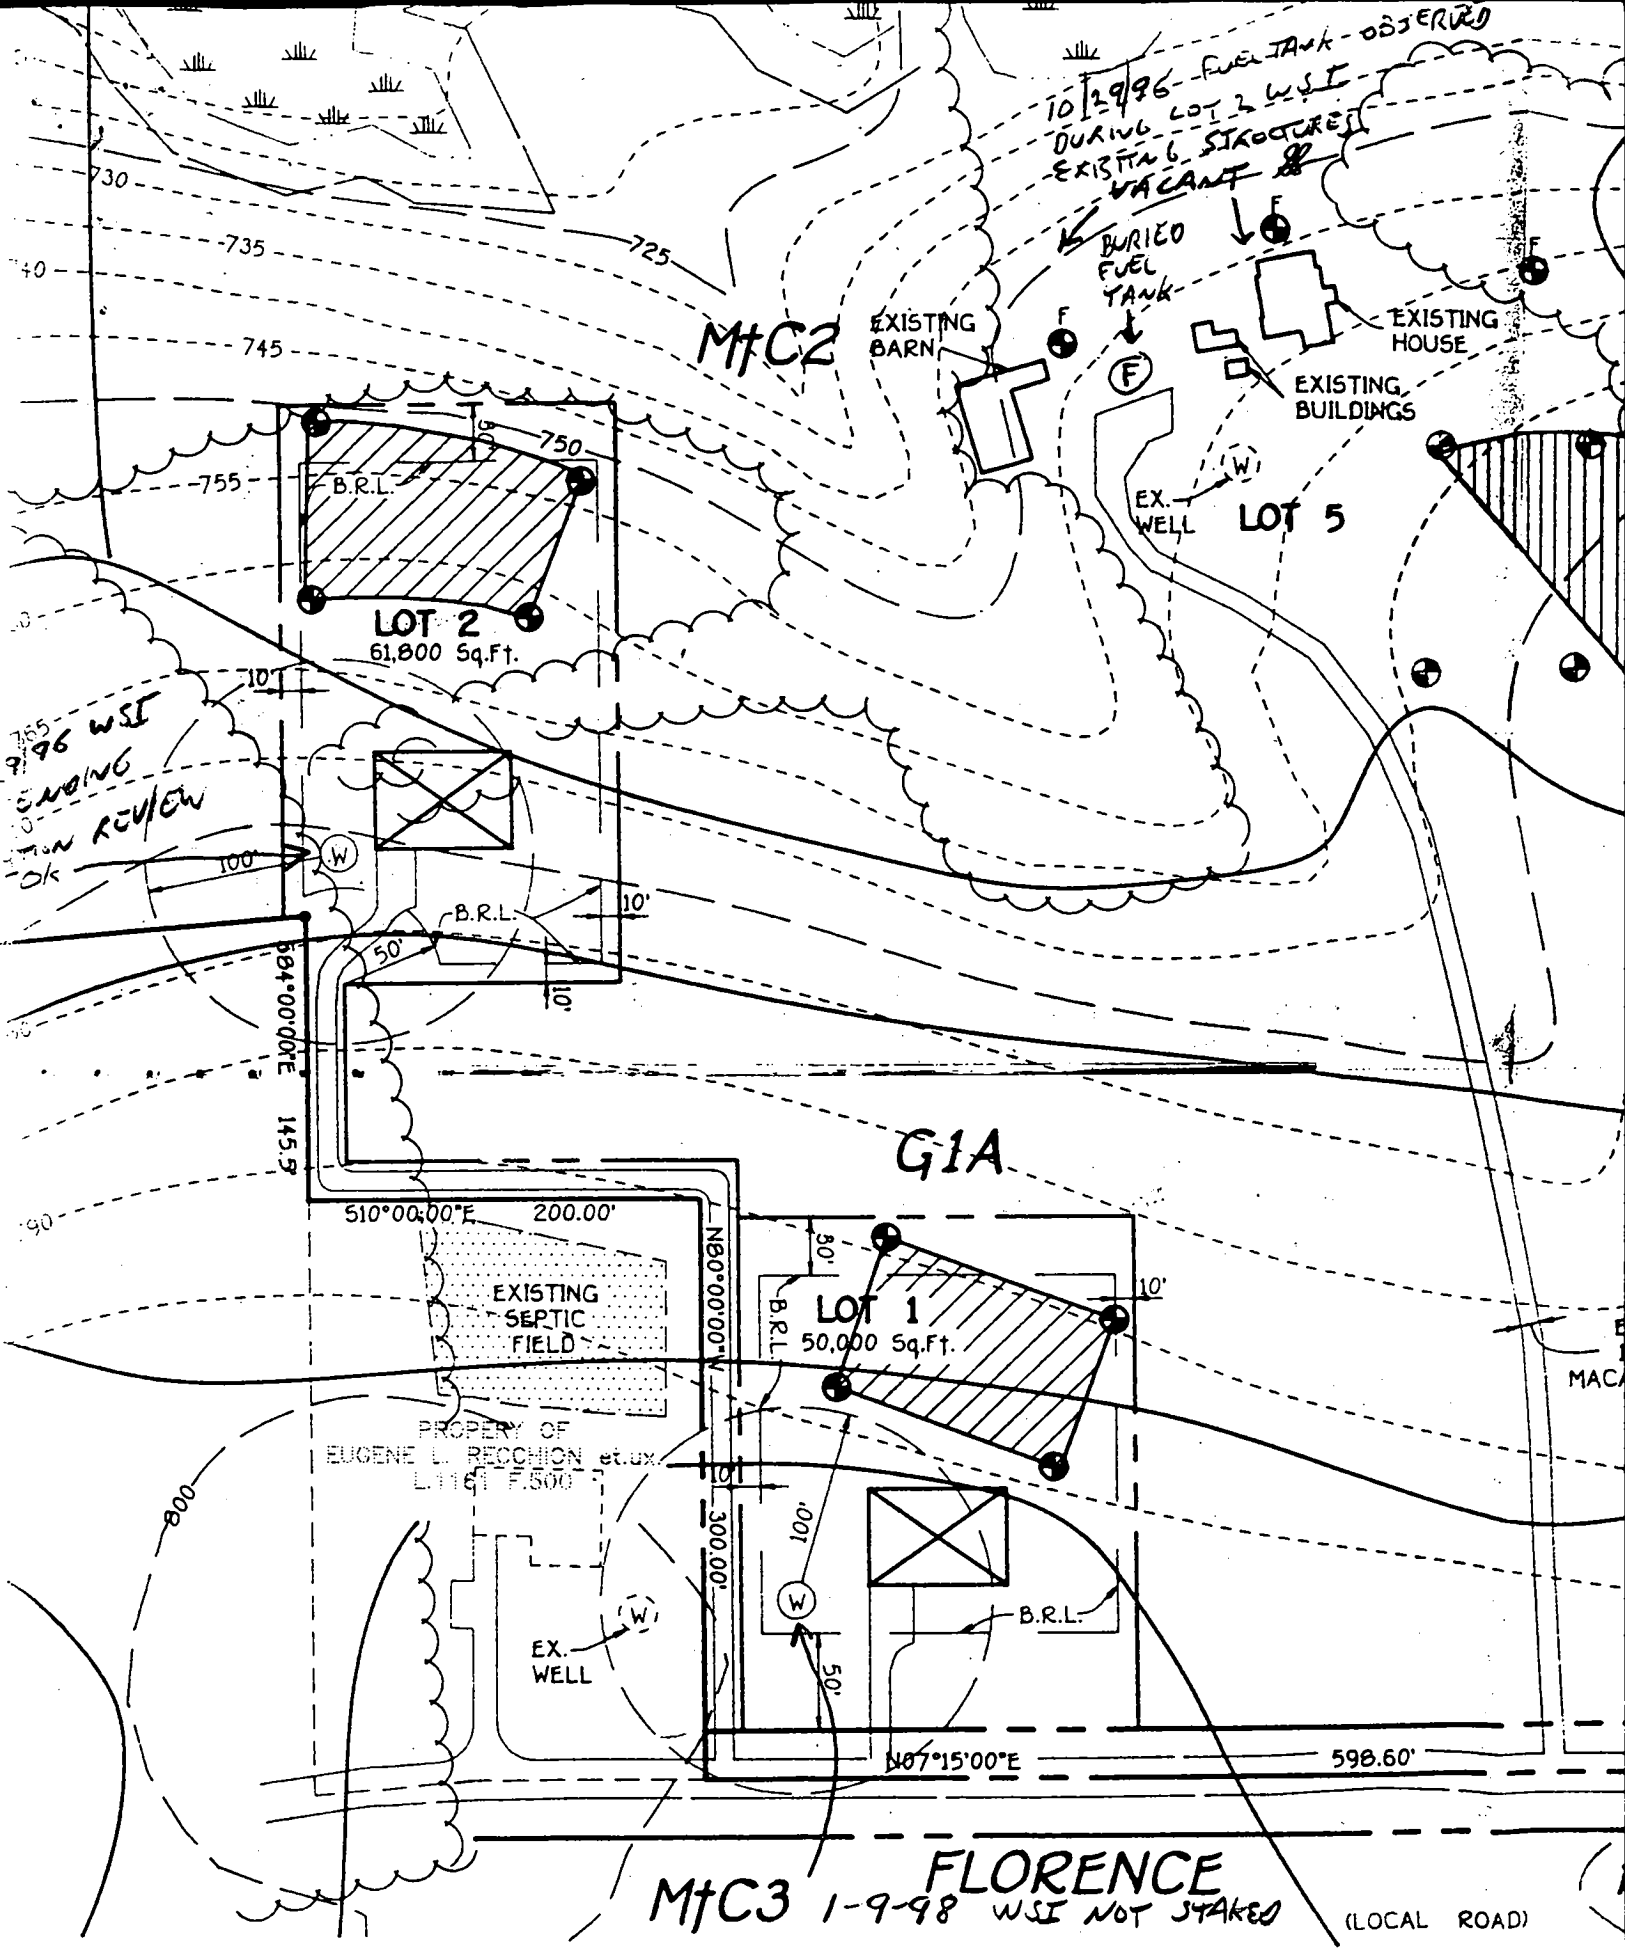 10/29/96 FUEL TANK OBSERVED
DURING LOT 2 WSI
EXISTING STRUCTURES
VACANT
730
735
725
745
BURIED
FUEL
TANK
F
F
F
F
EXISTING
BARN
MtC2
EXISTING
HOUSE
EXISTING
BUILDINGS
750
755
B.R.L.
W
EX.
WELL
LOT 5
LOT 2
61,800 Sq.Ft.
10'
765
9/96 WSI
REVIEW
OK
100'
W
B.R.L.
10'
50'
10'
S84°00'00"E
145.5'
G1A
S10°00'00"E
200.00'
N80°00'00"W
300.00'
30'
10'
B.R.L.
LOT 1
50,000 Sq.Ft.
EXISTING
SEPTIC
FIELD
PROPERTY OF
EUGENE L. RECCHION et.ux.
L.1161 F.500
10'
800
100'
W
W
EX.
WELL
B.R.L.
50'
N07°15'00"E
598.60'
FLORENCE
MtC3
1-9-98 WSI NOT STAKED
(LOCAL ROAD)